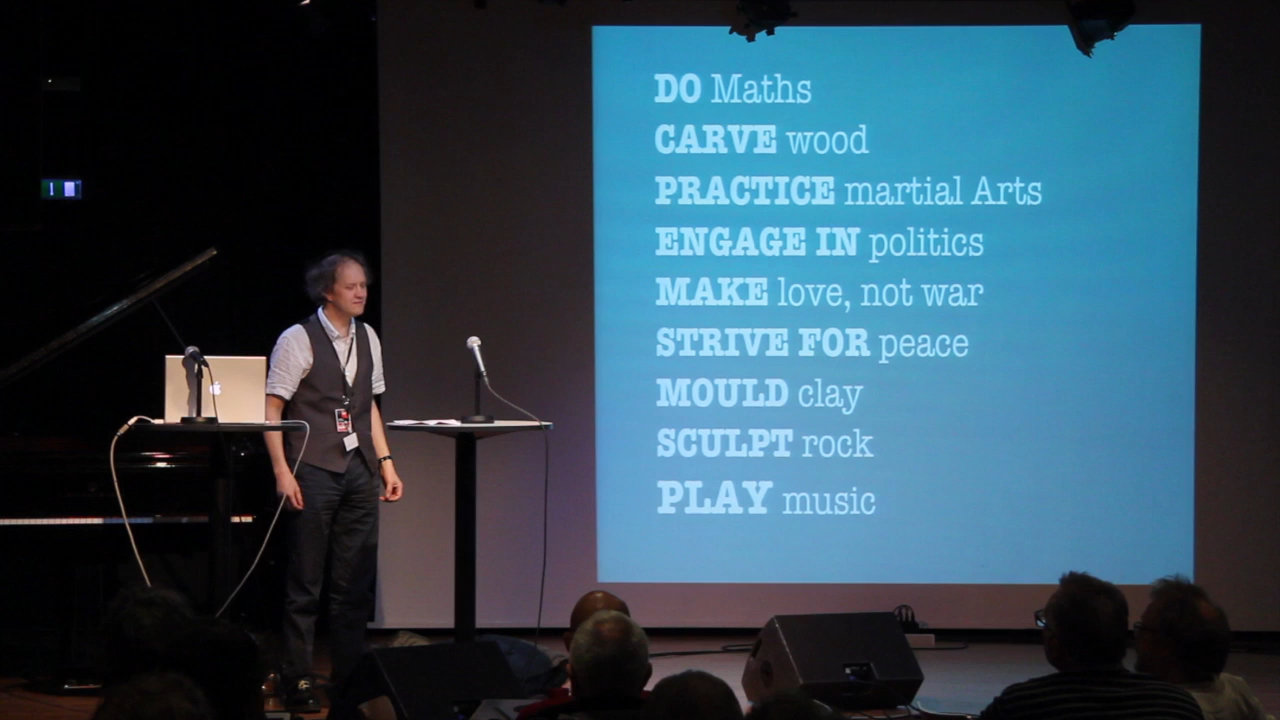 DO Maths
CARVE wood
PRACTICE martial Arts
ENGAGE IN politics
MAKE love, not war
STRIVE FOR peace
MOULD clay
SCULPT rock
PLAY music